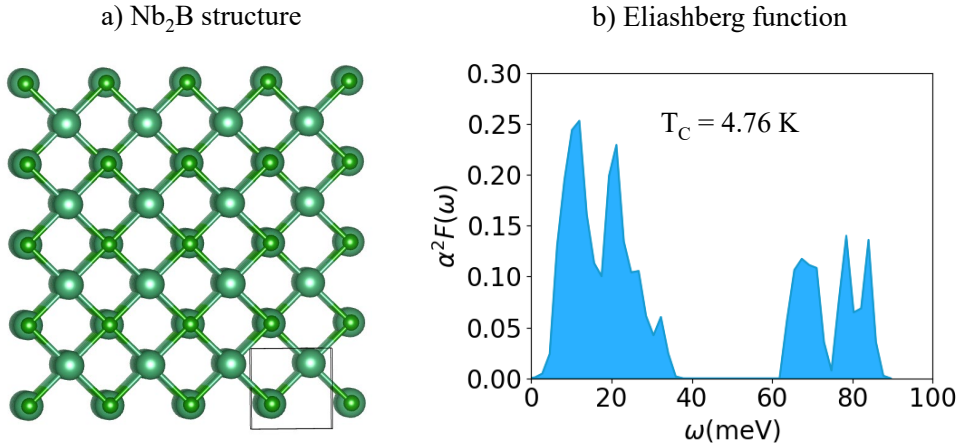 a) Nb₂B structure
b) Eliashberg function
0.30
0.25
0.20
0.15
0.10
0.05
0.00
α²F(ω)
T_C = 4.76 K
0 20 40 60 80 100
ω(meV)